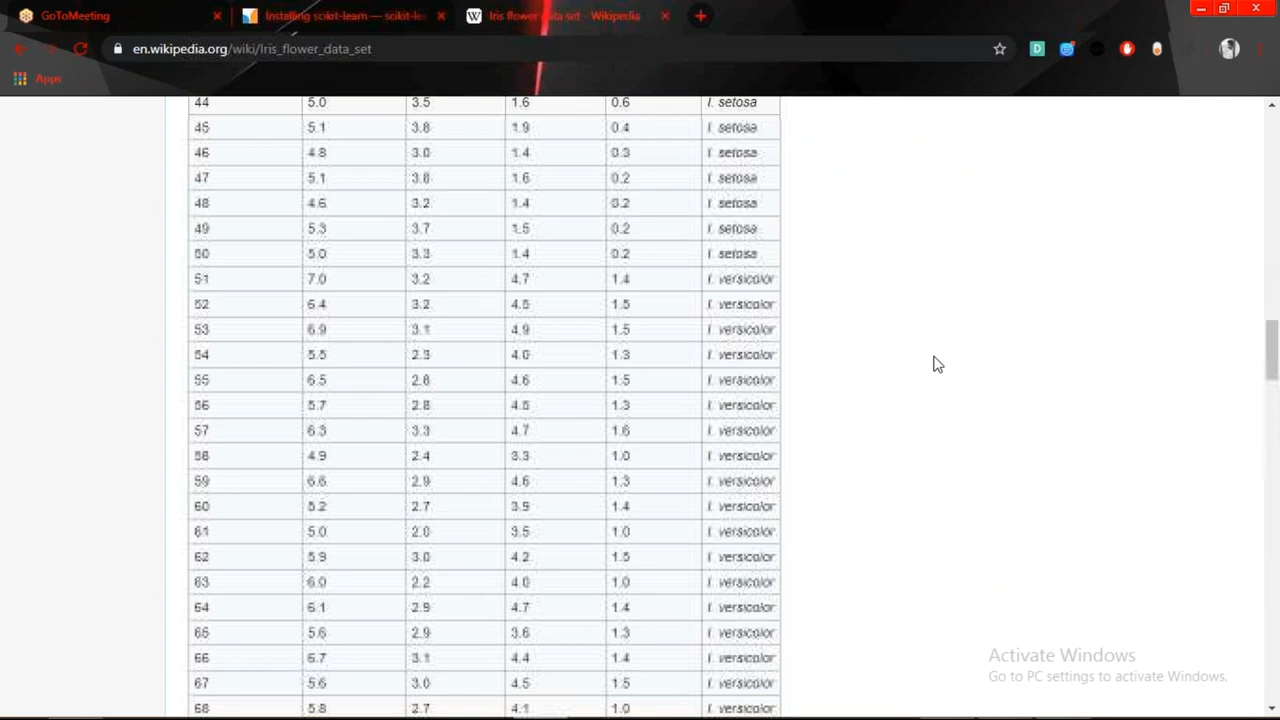 GoToMeeting
Installing scikit-learn — scikit-le
Iris flower data set - Wikipedia
en.wikipedia.org/wiki/Iris_flower_data_set
Apps
44 5.0 3.5 1.6 0.6 I. setosa
45 5.1 3.8 1.9 0.4 I. setosa
46 4.8 3.0 1.4 0.3 I. setosa
47 5.1 3.8 1.6 0.2 I. setosa
48 4.6 3.2 1.4 0.2 I. setosa
49 5.3 3.7 1.5 0.2 I. setosa
50 5.0 3.3 1.4 0.2 I. setosa
51 7.0 3.2 4.7 1.4 I. versicolor
52 6.4 3.2 4.5 1.5 I. versicolor
53 6.9 3.1 4.9 1.5 I. versicolor
54 5.5 2.3 4.0 1.3 I. versicolor
55 6.5 2.8 4.6 1.5 I. versicolor
56 5.7 2.8 4.5 1.3 I. versicolor
57 6.3 3.3 4.7 1.6 I. versicolor
58 4.9 2.4 3.3 1.0 I. versicolor
59 6.6 2.9 4.6 1.3 I. versicolor
60 5.2 2.7 3.9 1.4 I. versicolor
61 5.0 2.0 3.5 1.0 I. versicolor
62 5.9 3.0 4.2 1.5 I. versicolor
63 6.0 2.2 4.0 1.0 I. versicolor
64 6.1 2.9 4.7 1.4 I. versicolor
65 5.6 2.9 3.6 1.3 I. versicolor
66 6.7 3.1 4.4 1.4 I. versicolor
67 5.6 3.0 4.5 1.5 I. versicolor
68 5.8 2.7 4.1 1.0 I. versicolor
Activate Windows
Go to PC settings to activate Windows.